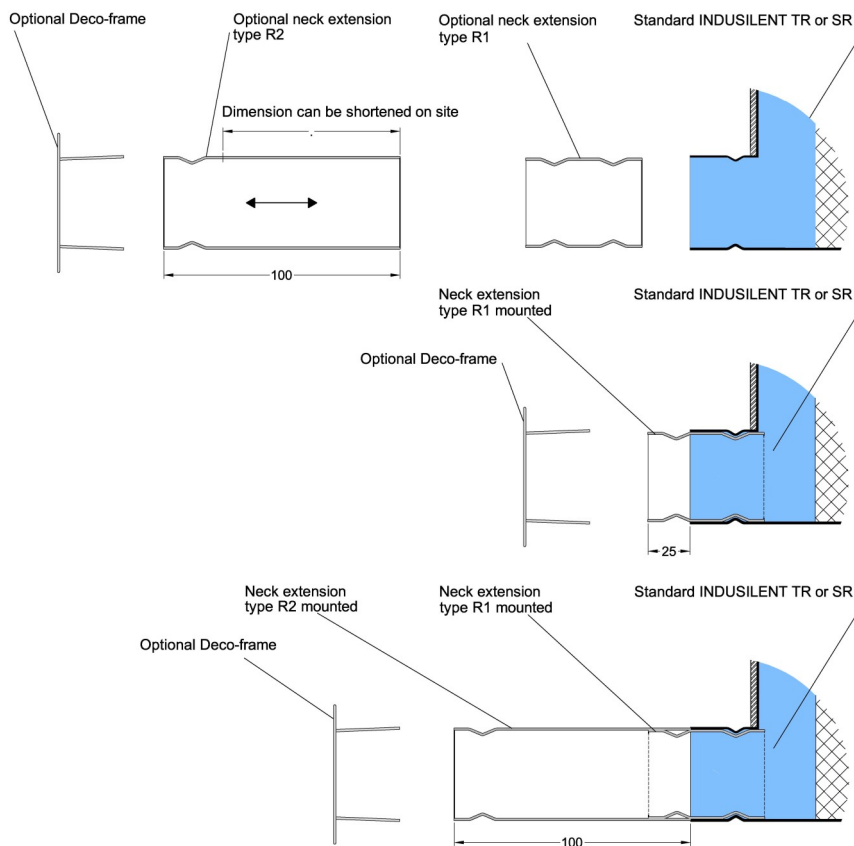 Optional Deco-frame
Optional neck extension
type R2
Optional neck extension
type R1
Standard INDUSILENT TR or SR
Dimension can be shortened on site
100
Neck extension
type R1 mounted
Standard INDUSILENT TR or SR
Optional Deco-frame
25
Neck extension
type R2 mounted
Neck extension
type R1 mounted
Standard INDUSILENT TR or SR
Optional Deco-frame
100